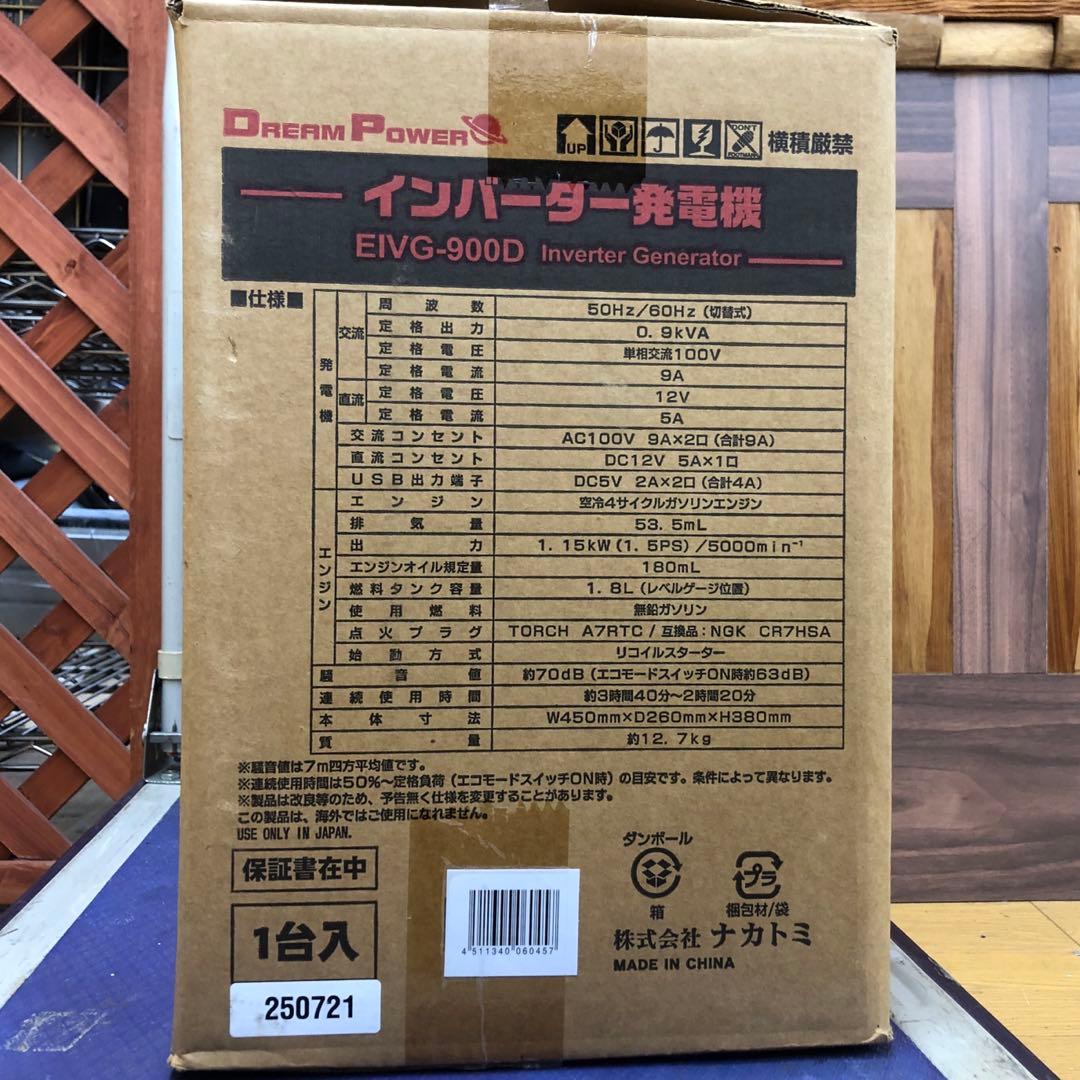 DREAM POWER
UP
DON'T
FOOTMARK
横積厳禁
インバーター発電機
EIVG-900D Inverter Generator
■仕様■
発電機 交流 周波数 50Hz/60Hz (切替式)
定格出力 0.9kVA
定格電圧 単相交流100V
定格電流 9A
直流 定格電圧 12V
定格電流 5A
交流コンセント AC100V 9A×2口 (合計9A)
直流コンセント DC12V 5A×1口
USB出力端子 DC5V 2A×2口 (合計4A)
エンジン エンジン 空冷4サイクルガソリンエンジン
排気量 53.5mL
出力 1.15kW (1.5PS) /5000min⁻¹
エンジンオイル規定量 180mL
燃料タンク容量 1.8L (レベルゲージ位置)
使用燃料 無鉛ガソリン
点火プラグ TORCH A7RTC / 互換品:NGK CR7HSA
始動方式 リコイルスターター
騒音値 約70dB (エコモードスイッチON時約63dB)
連続使用時間 約3時間40分～2時間20分
本体寸法 W450mm×D260mm×H380mm
質量 約12.7kg
※騒音値は7m四方平均値です。
※連続使用時間は50%～定格負荷 (エコモードスイッチON時) の目安です。条件によって異なります。
※製品は改良等のため、予告無く仕様を変更することがあります。
この製品は、海外ではご使用になれません。
USE ONLY IN JAPAN.
保証書在中
1台入
250721
4 511340 060457
ダンボール
箱
プラ
梱包材/袋
株式会社 ナカトミ
MADE IN CHINA